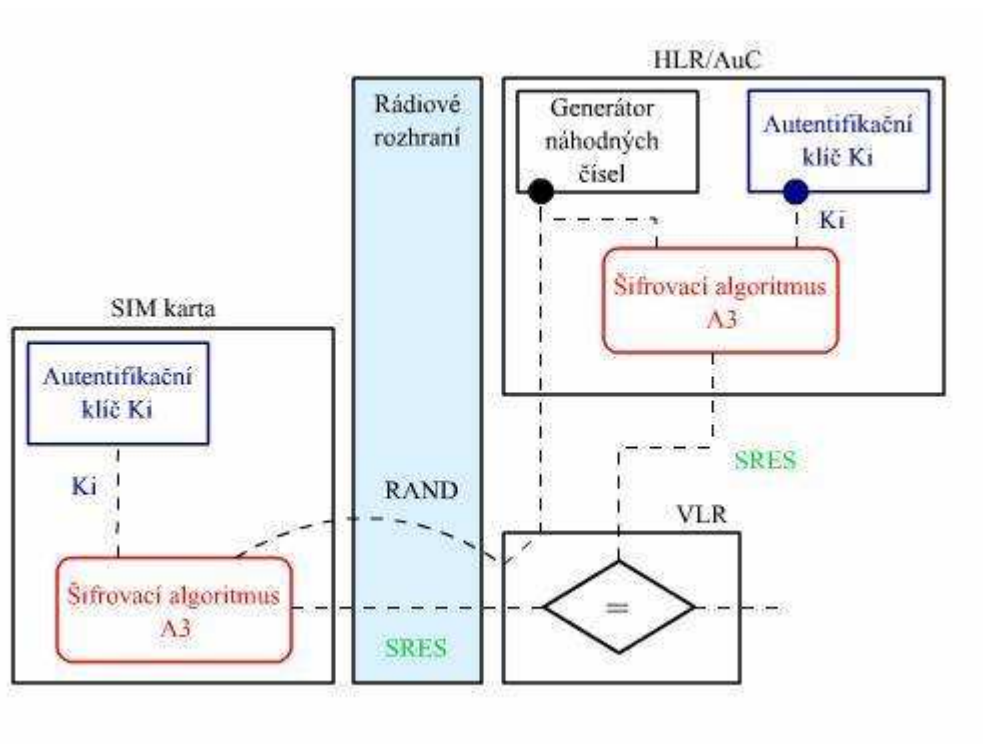 HLR/AuC
Rádiové
rozhraní
Generátor
náhodných
čísel
Autentifikační
klíč Ki
Ki
Šifrovací algoritmus
A3
SIM karta
Autentifikační
klíč Ki
Ki
RAND
SRES
VLR
Šifrovací algoritmus
A3
SRES
==